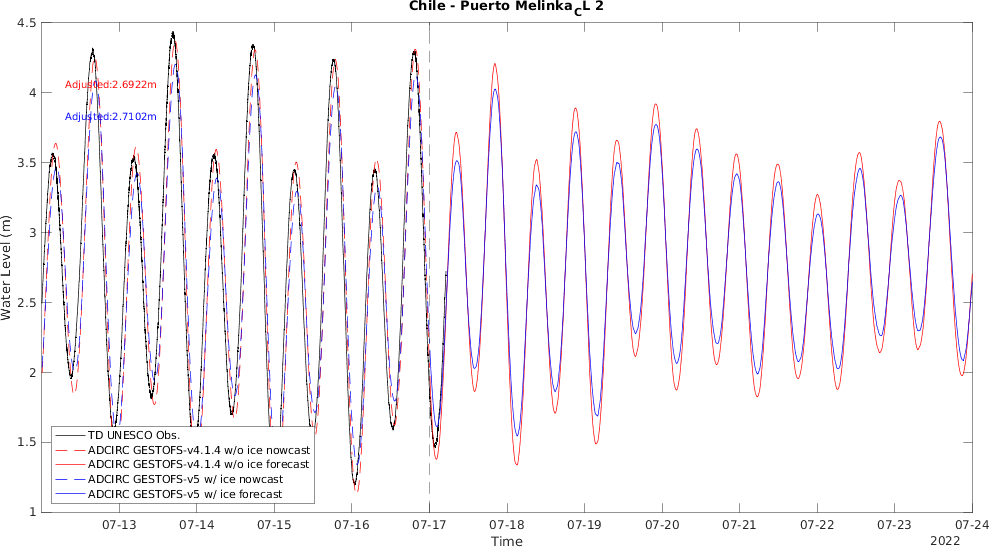 Chile - Puerto MelinkaCL 2
4.5
4
3.5
3
2.5
2
1.5
1
Water Level (m)
Adjusted:2.6922m
Adjusted:2.7102m
TD UNESCO Obs.
ADCIRC GESTOFS-v4.1.4 w/o ice nowcast
ADCIRC GESTOFS-v4.1.4 w/o ice forecast
ADCIRC GESTOFS-v5 w/ ice nowcast
ADCIRC GESTOFS-v5 w/ ice forecast
07-13 07-14 07-15 07-16 07-17 07-18 07-19 07-20 07-21 07-22 07-23 07-24
Time
2022